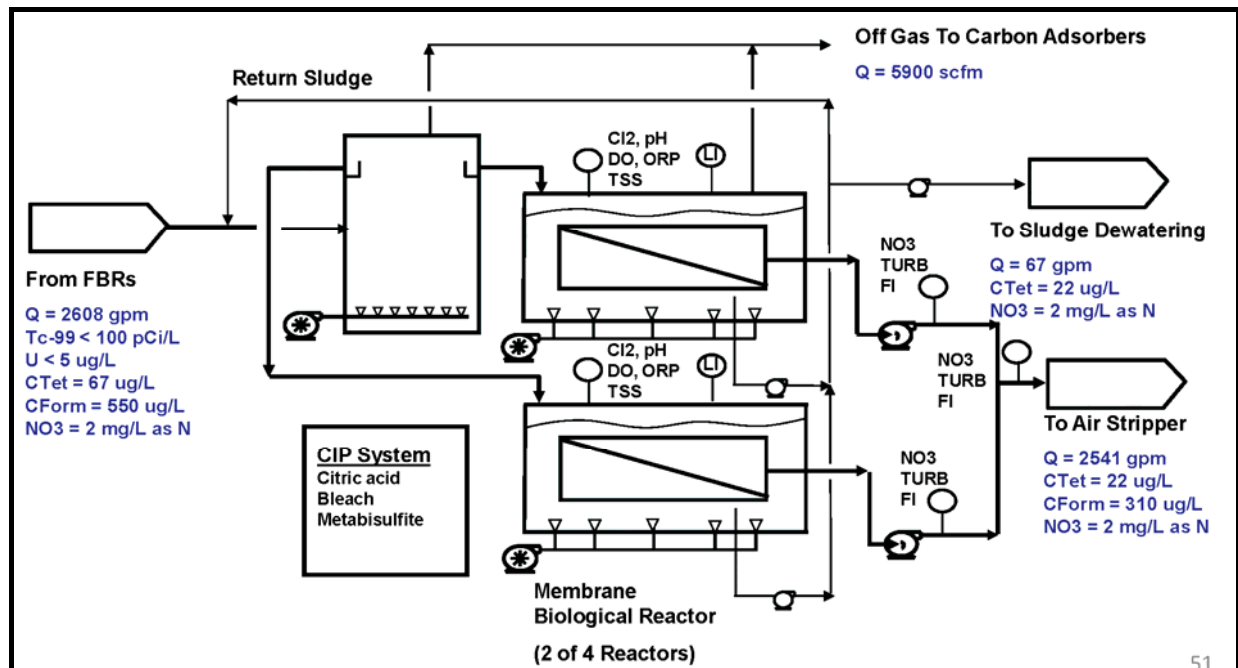 Off Gas To Carbon Adsorbers
Q = 5900 scfm
Return Sludge
Cl2, pH
DO, ORP
TSS
LI
To Sludge Dewatering
Q = 67 gpm
CTet = 22 ug/L
NO3 = 2 mg/L as N
From FBRs
Q = 2608 gpm
Tc-99 < 100 pCi/L
U < 5 ug/L
CTet = 67 ug/L
CForm = 550 ug/L
NO3 = 2 mg/L as N
NO3
TURB
FI
NO3
TURB
FI
Cl2, pH
DO, ORP
TSS
LI
To Air Stripper
Q = 2541 gpm
CTet = 22 ug/L
CForm = 310 ug/L
NO3 = 2 mg/L as N
CIP System
Citric acid
Bleach
Metabisulfite
NO3
TURB
FI
Membrane
Biological Reactor
(2 of 4 Reactors)
51